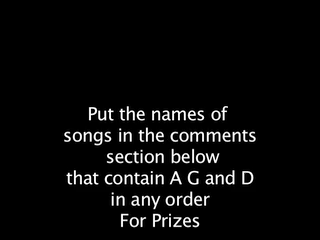 Put the names of
songs in the comments
section below
that contain A G and D
in any order
For Prizes